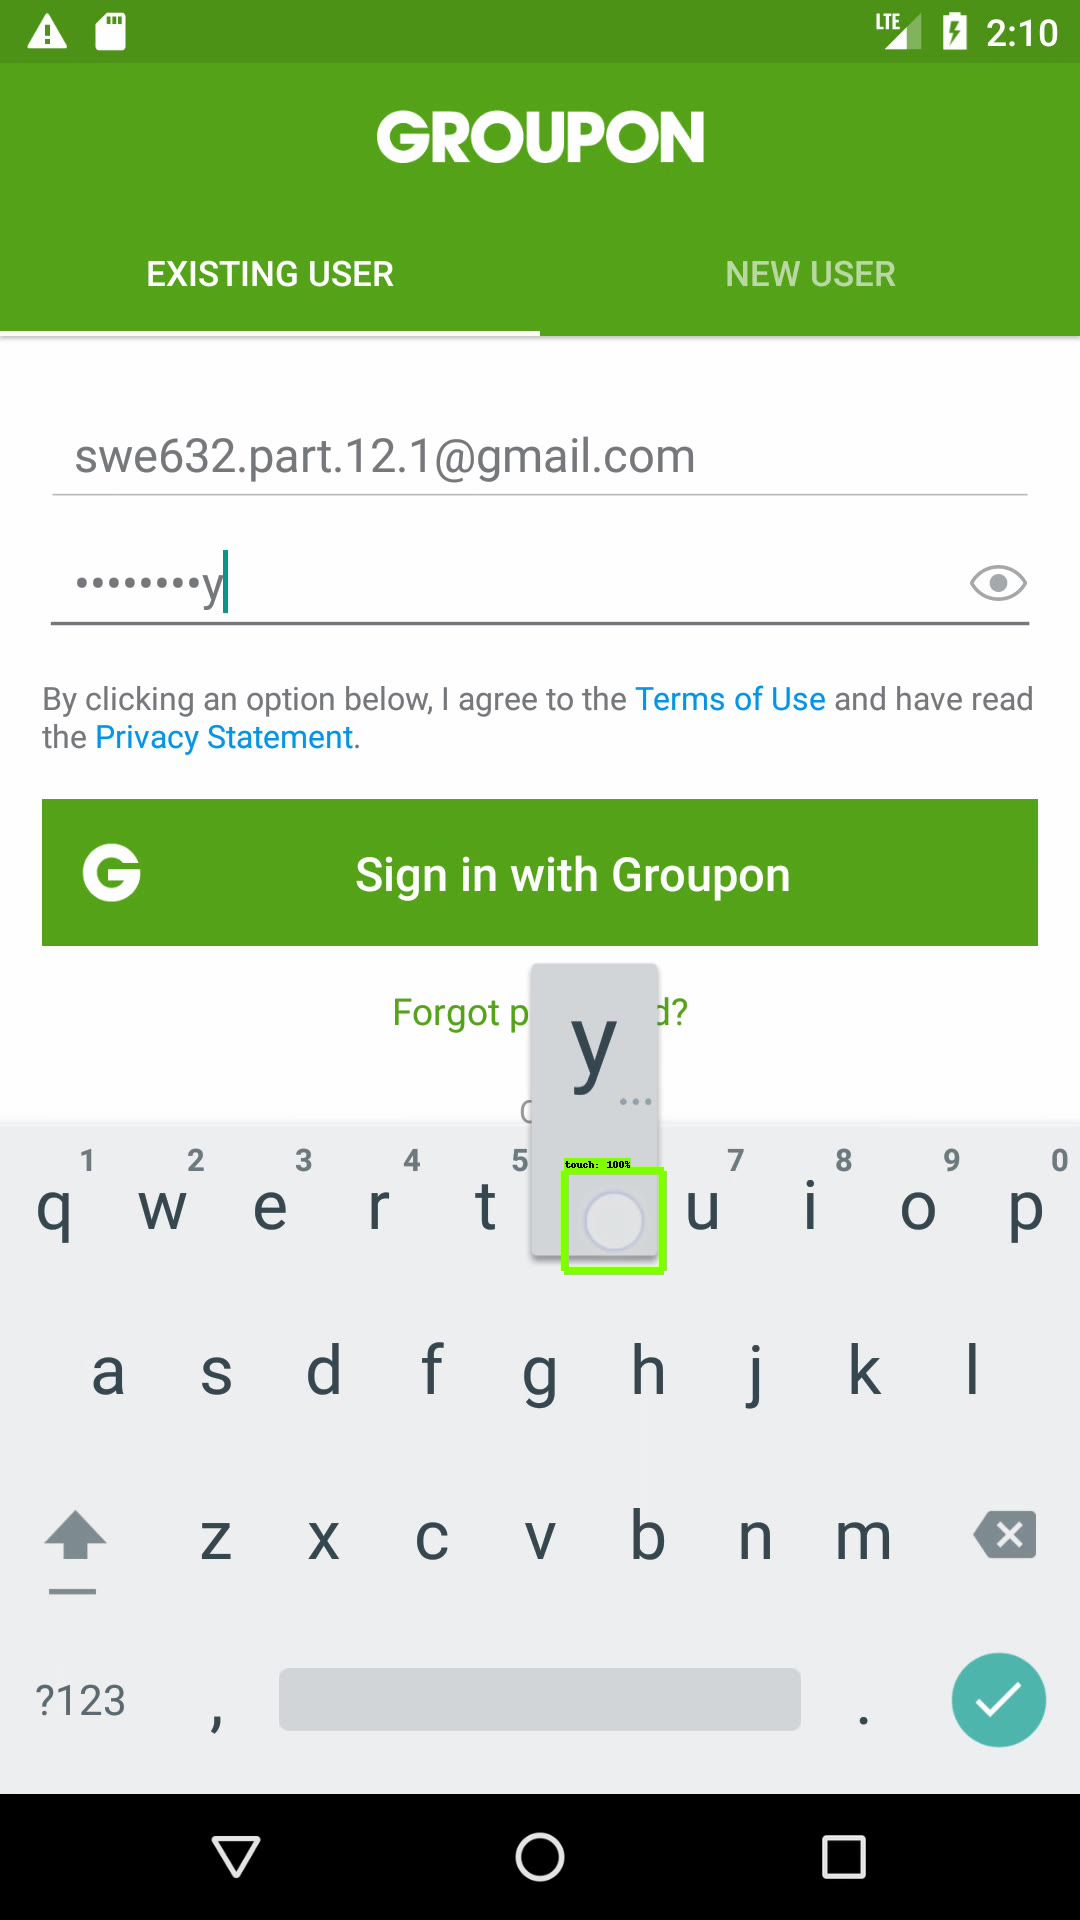 LTE 2:10
GROUPON
EXISTING USER
NEW USER
swe632.part.12.1@gmail.com
••••••••y
By clicking an option below, I agree to the Terms of Use and have read
the Privacy Statement.
G Sign in with Groupon
Forgot p d?
y
...
touch: 100%
1 2 3 4 5 7 8 9 0
q w e r t u i o p
a s d f g h j k l
z x c v b n m
?123 , .